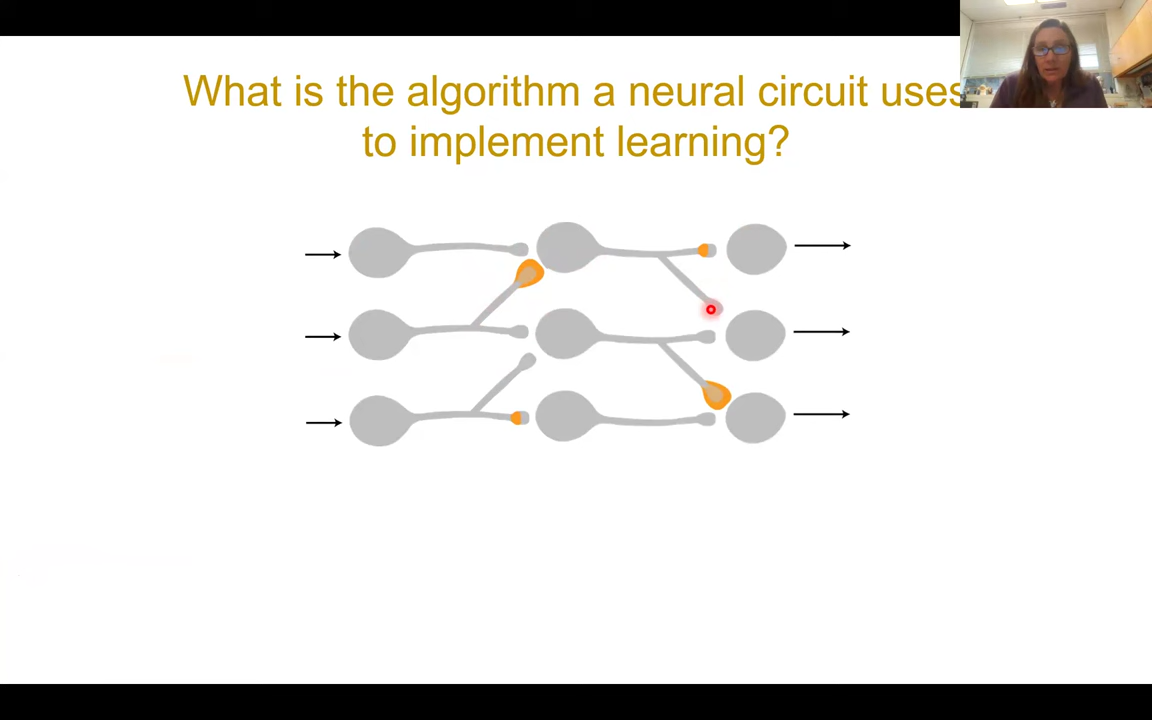 What is the algorithm a neural circuit uses
to implement learning?